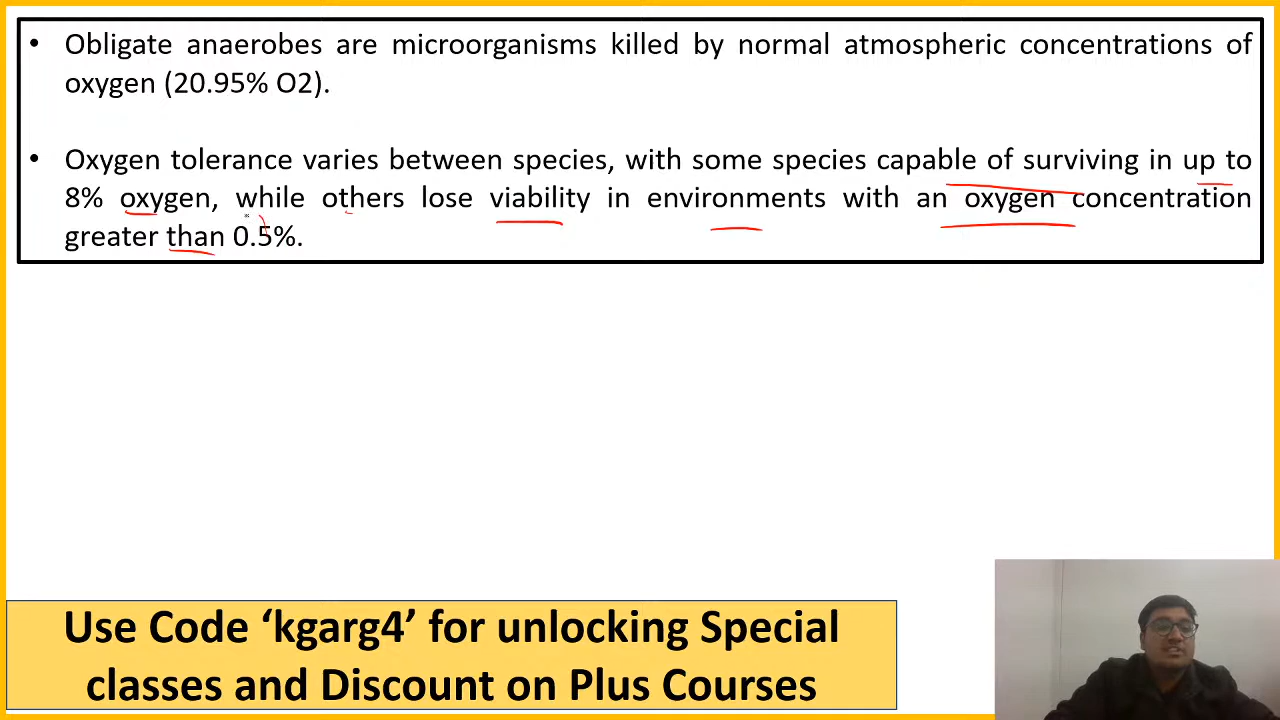 • Obligate anaerobes are microorganisms killed by normal atmospheric concentrations of
oxygen (20.95% O2).
• Oxygen tolerance varies between species, with some species capable of surviving in up to
8% oxygen, while others lose viability in environments with an oxygen concentration
greater than 0.5%.
Use Code ‘kgarg4’ for unlocking Special
classes and Discount on Plus Courses